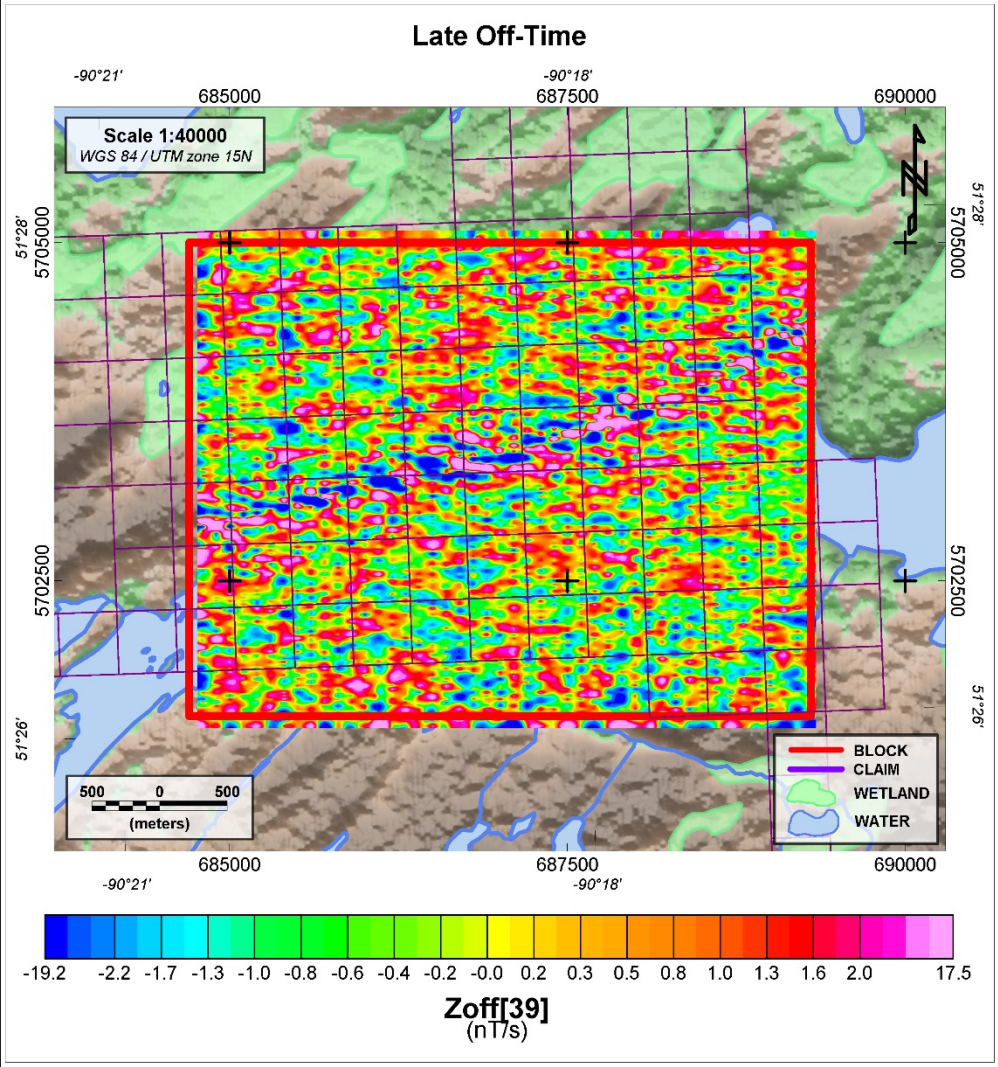 Late Off-Time
-90°21' -90°18'
685000 687500 690000
Scale 1:40000
WGS 84 / UTM zone 15N
51°28' 5705000 5705000 51°28'
5702500 5702500
51°26' 51°26'
500 0 500
(meters)
BLOCK
CLAIM
WETLAND
WATER
685000 687500 690000
-90°21' -90°18'
-19.2 -2.2 -1.7 -1.3 -1.0 -0.8 -0.6 -0.4 -0.2 -0.0 0.2 0.3 0.5 0.8 1.0 1.3 1.6 2.0 17.5
Zoff[39]
(nT/s)